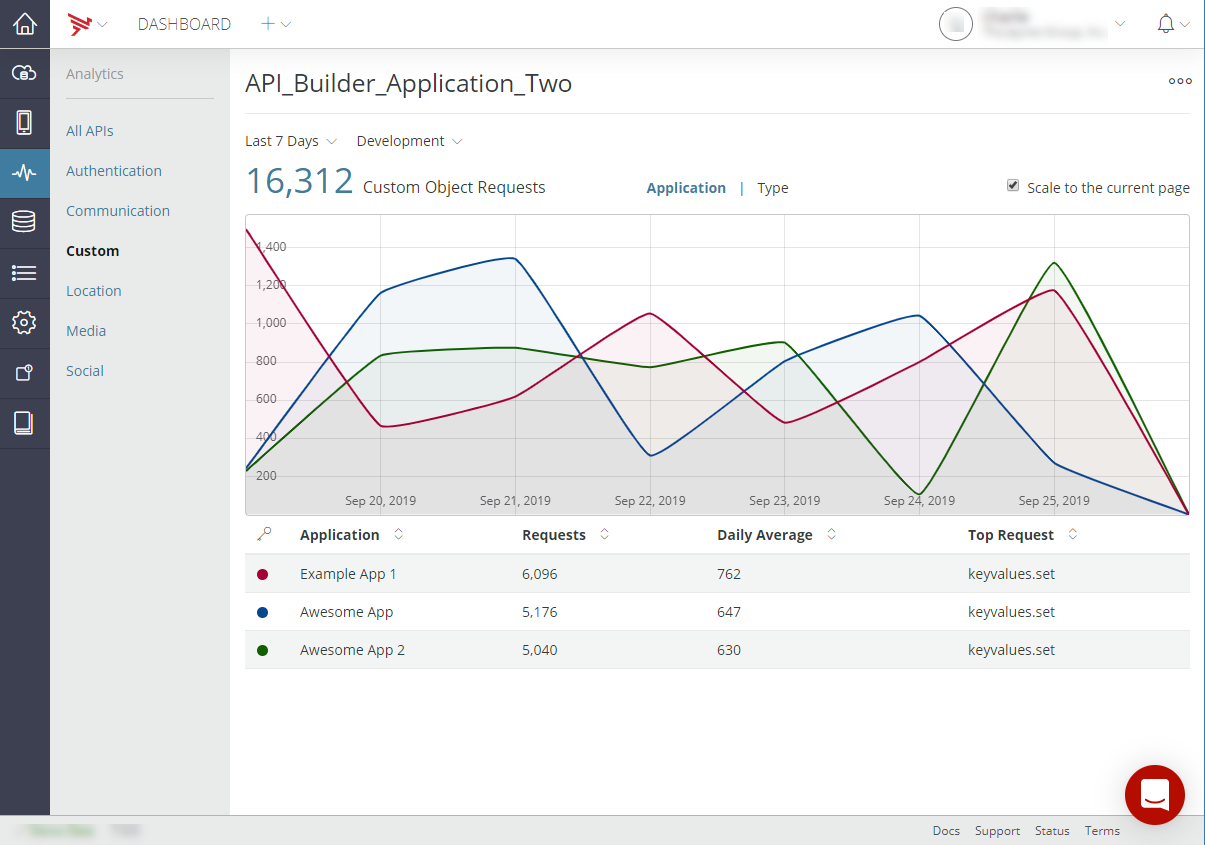 DASHBOARD
Analytics
All APIs
Authentication
Communication
Custom
Location
Media
Social
API_Builder_Application_Two
Last 7 Days Development
16,312 Custom Object Requests Application | Type Scale to the current page
1,400
1,200
1,000
800
600
400
200
Sep 20, 2019 Sep 21, 2019 Sep 22, 2019 Sep 23, 2019 Sep 24, 2019 Sep 25, 2019
Application Requests Daily Average Top Request
Example App 1 6,096 762 keyvalues.set
Awesome App 5,176 647 keyvalues.set
Awesome App 2 5,040 630 keyvalues.set
Docs Support Status Terms